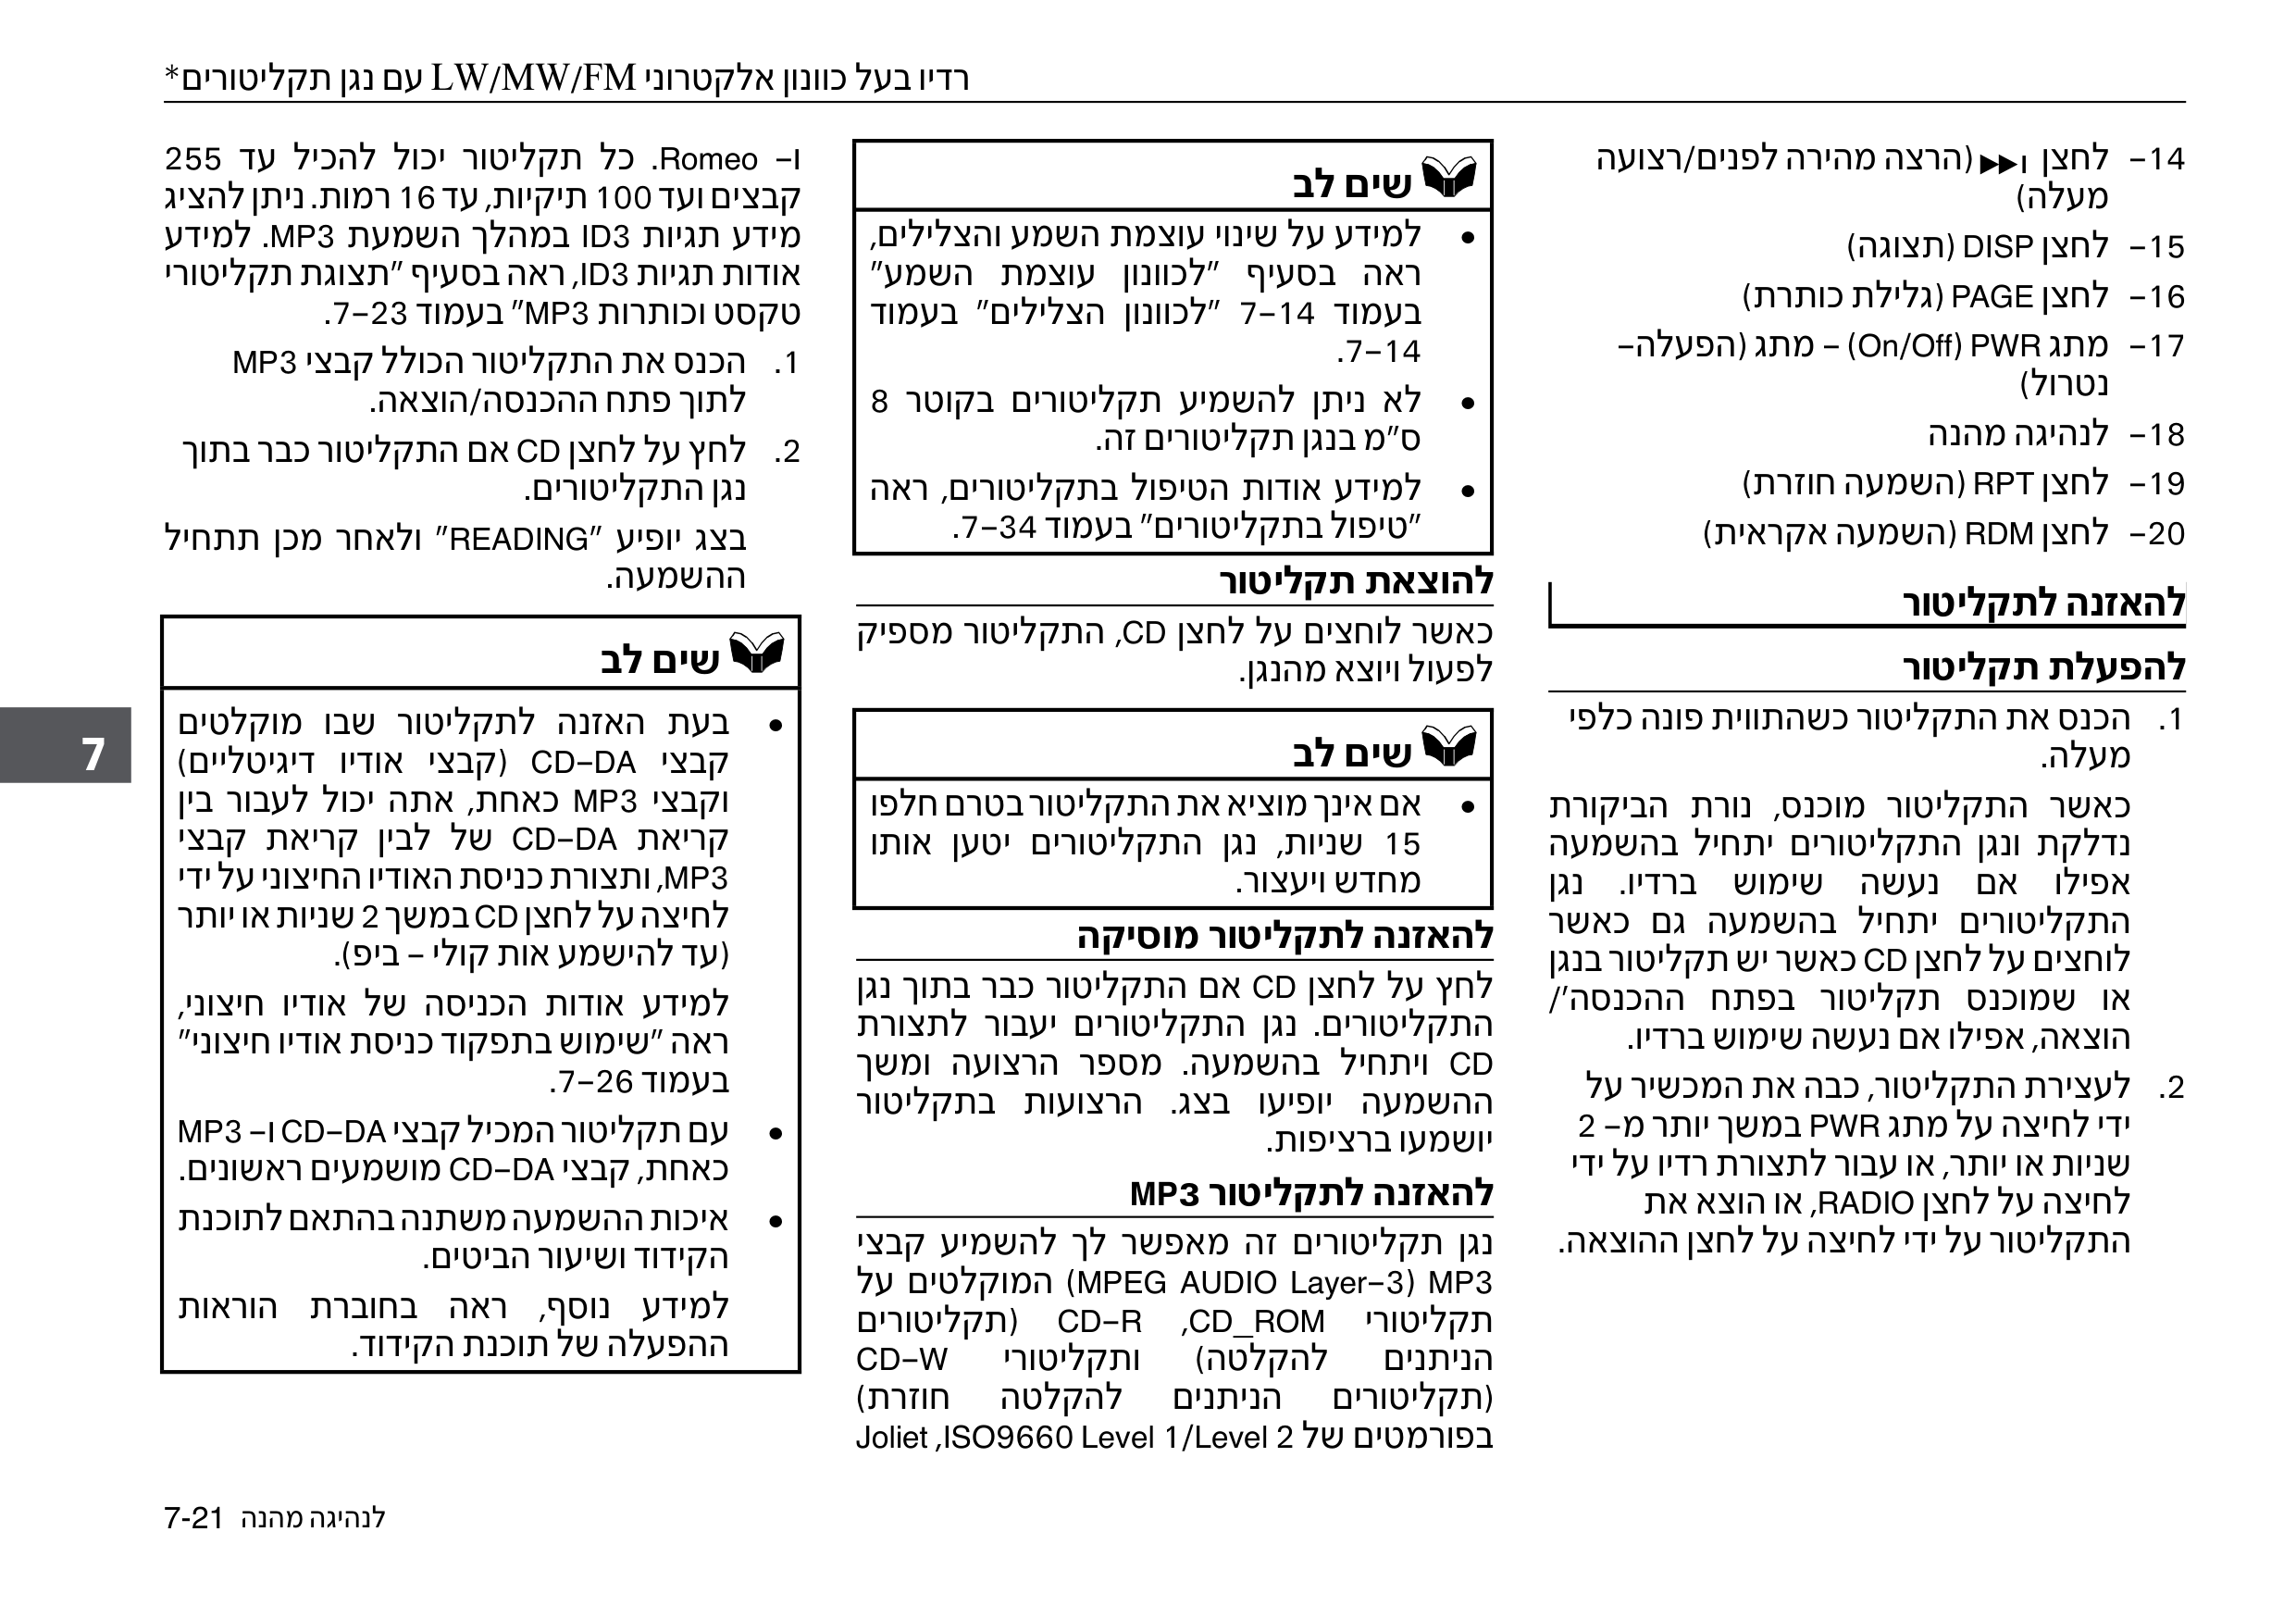 רדיו בעל כוונון אלקטרוני LW/MW/FM עם נגן תקליטורים*
14– לחצן ▶▶ı (הרצה מהירה לפנים/רצועה
מעלה)
15– לחצן DISP (תצוגה)
16– לחצן PAGE (גלילת כותרת)
17– מתג PWR (On/Off) – מתג (הפעלה–
נטרול)
18– לנהיגה מהנה
19– לחצן RPT (השמעה חוזרת)
20– לחצן RDM (השמעה אקראית)
להאזנה לתקליטור
להפעלת תקליטור
1. הכנס את התקליטור כשהתווית פונה כלפי
מעלה.
כאשר התקליטור מוכנס, נורת הביקורת
נדלקת ונגן התקליטורים יתחיל בהשמעה
אפילו אם נעשה שימוש ברדיו. נגן
התקליטורים יתחיל בהשמעה גם כאשר
לוחצים על לחצן CD כאשר יש תקליטור בנגן
או שמוכנס תקליטור בפתח ההכנסה'/
הוצאה, אפילו אם נעשה שימוש ברדיו.
2. לעצירת התקליטור, כבה את המכשיר על
ידי לחיצה על מתג PWR במשך יותר מ– 2
שניות או יותר, או עבור לתצורת רדיו על ידי
לחיצה על לחצן RADIO, או הוצא את
התקליטור על ידי לחיצה על לחצן ההוצאה.
שים לב
• למידע על שינוי עוצמת השמע והצלילים,
ראה בסעיף "לכוונון עוצמת השמע"
בעמוד 7–14 "לכוונון הצלילים" בעמוד
7–14.
• לא ניתן להשמיע תקליטורים בקוטר 8
ס"מ בנגן תקליטורים זה.
• למידע אודות הטיפול בתקליטורים, ראה
"טיפול בתקליטורים" בעמוד 7–34.
להוצאת תקליטור
כאשר לוחצים על לחצן CD, התקליטור מספיק
לפעול ויוצא מהנגן.
שים לב
• אם אינך מוציא את התקליטור בטרם חלפו
15 שניות, נגן התקליטורים יטען אותו
מחדש ויעצור.
להאזנה לתקליטור מוסיקה
לחץ על לחצן CD אם התקליטור כבר בתוך נגן
התקליטורים. נגן התקליטורים יעבור לתצורת
CD ויתחיל בהשמעה. מספר הרצועה ומשך
ההשמעה יופיעו בצג. הרצועות בתקליטור
יושמעו ברציפות.
להאזנה לתקליטור MP3
נגן תקליטורים זה מאפשר לך להשמיע קבצי
MP3 (MPEG AUDIO Layer–3) המוקלטים על
תקליטורי CD_ROM, CD–R (תקליטורים
הניתנים להקלטה) ותקליטורי CD–W
(תקליטורים הניתנים להקלטה חוזרת)
בפורמטים של ISO9660 Level 1/Level 2, Joliet
ו– Romeo. כל תקליטור יכול להכיל עד 255
קבצים ועד 100 תיקיות, עד 16 רמות. ניתן להציג
מידע תגיות ID3 במהלך השמעת MP3. למידע
אודות תגיות ID3, ראה בסעיף "תצוגת תקליטורי
טקסט וכותרות MP3" בעמוד 7–23.
1. הכנס את התקליטור הכולל קבצי MP3
לתוך פתח ההכנסה/הוצאה.
2. לחץ על לחצן CD אם התקליטור כבר בתוך
נגן התקליטורים.
בצג יופיע "READING" ולאחר מכן תתחיל
ההשמעה.
שים לב
• בעת האזנה לתקליטור שבו מוקלטים
קבצי CD–DA (קבצי אודיו דיגיטליים)
וקבצי MP3 כאחת, אתה יכול לעבור בין
קריאת CD–DA של לבין קריאת קבצי
MP3, ותצורת כניסת האודיו החיצוני על ידי
לחיצה על לחצן CD במשך 2 שניות או יותר
(עד להישמע אות קולי – ביפ).
למידע אודות הכניסה של אודיו חיצוני,
ראה "שימוש בתפקוד כניסת אודיו חיצוני"
בעמוד 7–26.
• עם תקליטור המכיל קבצי CD–DA ו– MP3
כאחת, קבצי CD–DA מושמעים ראשונים.
• איכות ההשמעה משתנה בהתאם לתוכנת
הקידוד ושיעור הביטים.
למידע נוסף, ראה בחוברת הוראות
ההפעלה של תוכנת הקידוד.
7
לנהיגה מהנה 7-21